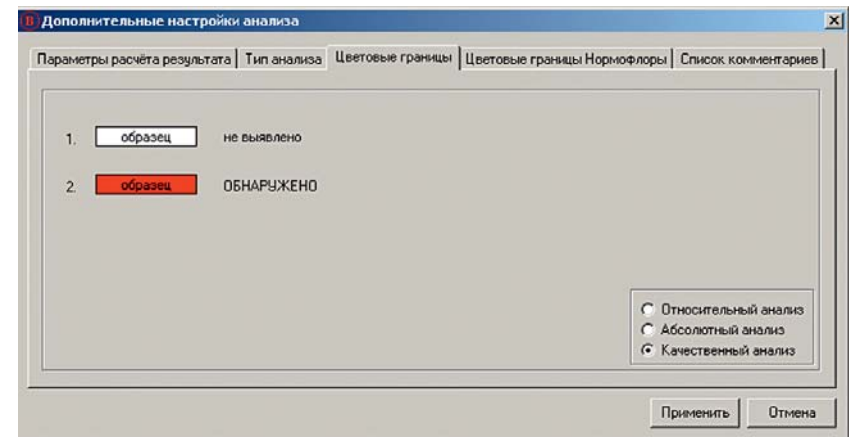 В Дополнительные настройки анализа
Параметры расчёта результата Тип анализа Цветовые границы Цветовые границы Нормофлоры Список комментариев
1. образец не выявлено
2. образец ОБНАРУЖЕНО
Относительный анализ
Абсолютный анализ
Качественный анализ
Применить Отмена